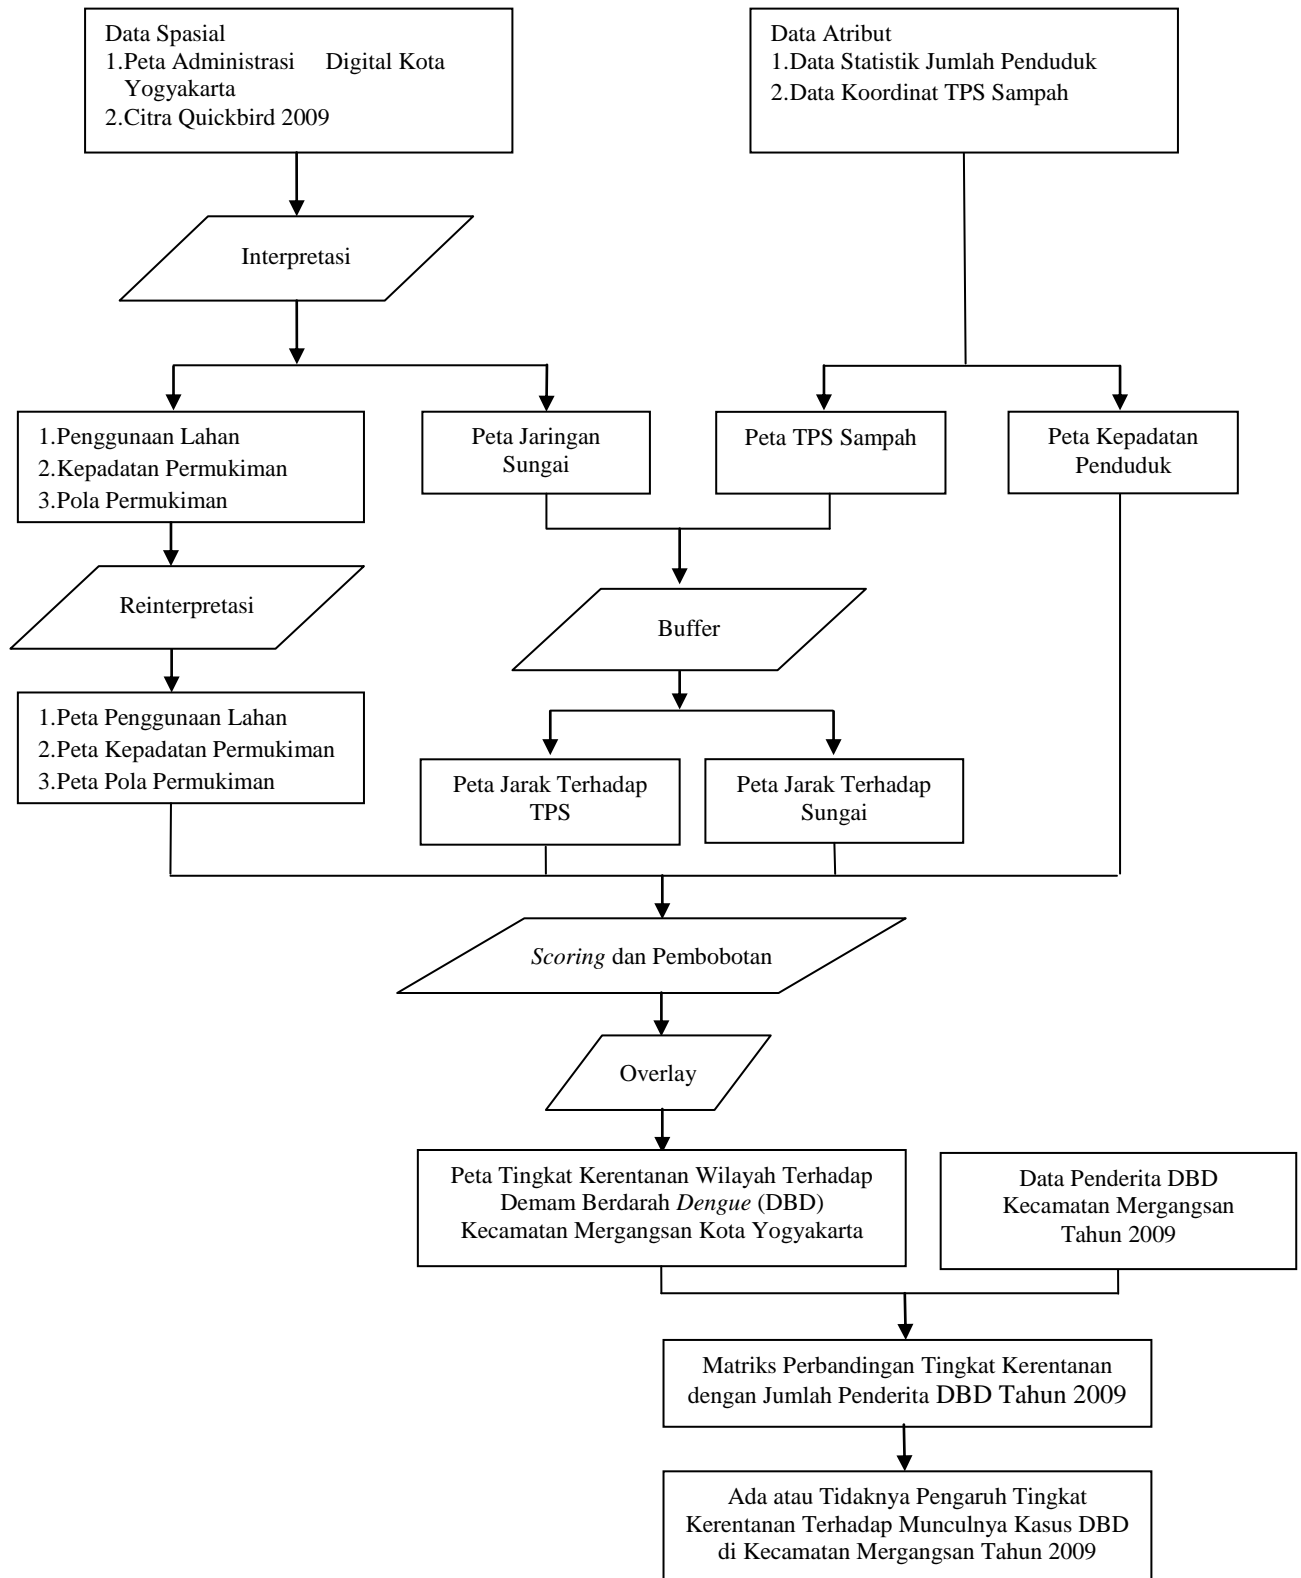 Data Spasial
1.Peta Administrasi Digital Kota
Yogyakarta
2.Citra Quickbird 2009
Data Atribut
1.Data Statistik Jumlah Penduduk
2.Data Koordinat TPS Sampah
Interpretasi
1.Penggunaan Lahan
2.Kepadatan Permukiman
3.Pola Permukiman
Peta Jaringan
Sungai
Peta TPS Sampah
Peta Kepadatan
Penduduk
Reinterpretasi
Buffer
1.Peta Penggunaan Lahan
2.Peta Kepadatan Permukiman
3.Peta Pola Permukiman
Peta Jarak Terhadap
TPS
Peta Jarak Terhadap
Sungai
Scoring dan Pembobotan
Overlay
Peta Tingkat Kerentanan Wilayah Terhadap
Demam Berdarah Dengue (DBD)
Kecamatan Mergangsan Kota Yogyakarta
Data Penderita DBD
Kecamatan Mergangsan
Tahun 2009
Matriks Perbandingan Tingkat Kerentanan
dengan Jumlah Penderita DBD Tahun 2009
Ada atau Tidaknya Pengaruh Tingkat
Kerentanan Terhadap Munculnya Kasus DBD
di Kecamatan Mergangsan Tahun 2009